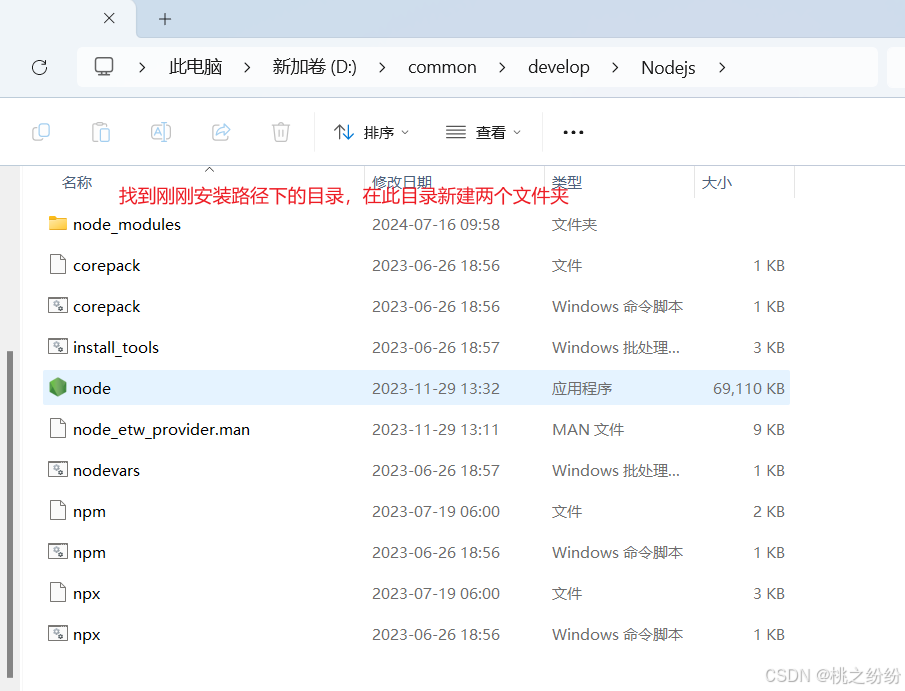 此电脑 新加卷 (D:) common develop Nodejs
排序 查看
名称 修改日期 类型 大小
找到刚刚安装路径下的目录，在此目录新建两个文件夹
node_modules 2024-07-16 09:58 文件夹
corepack 2023-06-26 18:56 文件 1 KB
corepack 2023-06-26 18:56 Windows 命令脚本 1 KB
install_tools 2023-06-26 18:57 Windows 批处理... 3 KB
node 2023-11-29 13:32 应用程序 69,110 KB
node_etw_provider.man 2023-11-29 13:11 MAN 文件 9 KB
nodevars 2023-06-26 18:57 Windows 批处理... 1 KB
npm 2023-07-19 06:00 文件 2 KB
npm 2023-06-26 18:56 Windows 命令脚本 1 KB
npx 2023-07-19 06:00 文件 3 KB
npx 2023-06-26 18:56 Windows 命令脚本 1 KB
CSDN @桃之纷纷